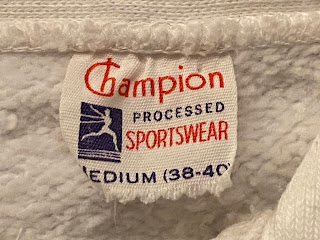 Champion
PROCESSED
SPORTSWEAR
EDIUM (38-40